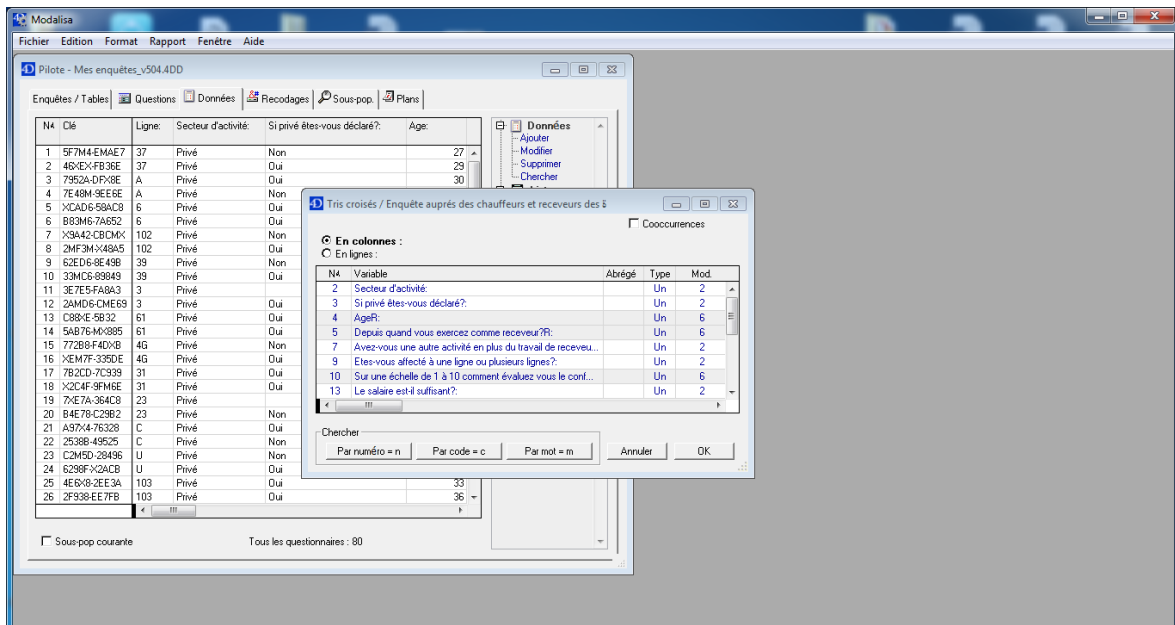 Modalisa
Fichier Edition Format Rapport Fenêtre Aide
Pilote - Mes enquêtes_v504.4DD
Enquêtes / Tables Questions Données Recodages Sous-pop. Plans
N° Clé Ligne: Secteur d'activité: Si privé êtes-vous déclaré?: Age:
1 5F7M4-EMAE7 37 Privé Non 27
2 46XEX-FB36E 37 Privé Oui 29
3 7952A-DFX8E A Privé Oui 30
4 7E48M-9EE6E A Privé Non
5 XCAD6-58AC8 6 Privé Oui
6 B83M6-7A652 6 Privé Oui
7 X9A42-CBCMX 102 Privé Non
8 2MF3M-X48A5 102 Privé Oui
9 62ED6-8E49B 39 Privé Non
10 33MC6-89849 39 Privé Oui
11 3E7E5-FA8A3 3 Privé
12 2AMD6-CME69 3 Privé Oui
13 C88XE-5B32 61 Privé Oui
14 5AB76-MX885 61 Privé Oui
15 772B8-F4DXB 4G Privé Non
16 XEM7F-335DE 4G Privé Oui
17 7B2CD-7C939 31 Privé Oui
18 X2C4F-9FM6E 31 Privé Oui
19 7XE7A-364C8 23 Privé
20 B4E78-C29B2 23 Privé Non
21 A97X4-76328 C Privé Oui
22 2538B-49525 C Privé Non
23 C2M5D-28496 U Privé Non
24 6298F-X2ACB U Privé Oui
25 4E6X8-2EE3A 103 Privé Oui 33
26 2F938-EE7FB 103 Privé Oui 36
Données
Ajouter
Modifier
Supprimer
Chercher
Sous-pop courante Tous les questionnaires : 80
Tris croisés / Enquête auprés des chauffeurs et receveurs des
Cooccurrences
En colonnes :
En lignes :
N° Variable Abrégé Type Mod.
2 Secteur d'activité: Un 2
3 Si privé êtes-vous déclaré?: Un 2
4 AgeR: Un 6
5 Depuis quand vous exercez comme receveur?R: Un 6
7 Avez-vous une autre activité en plus du travail de receveu... Un 2
9 Etes-vous affecté à une ligne ou plusieurs lignes?: Un 2
10 Sur une échelle de 1 à 10 comment évaluez vous le conf... Un 6
13 Le salaire est-il suffisant?: Un 2
Chercher
Par numéro = n Par code = c Par mot = m Annuler OK